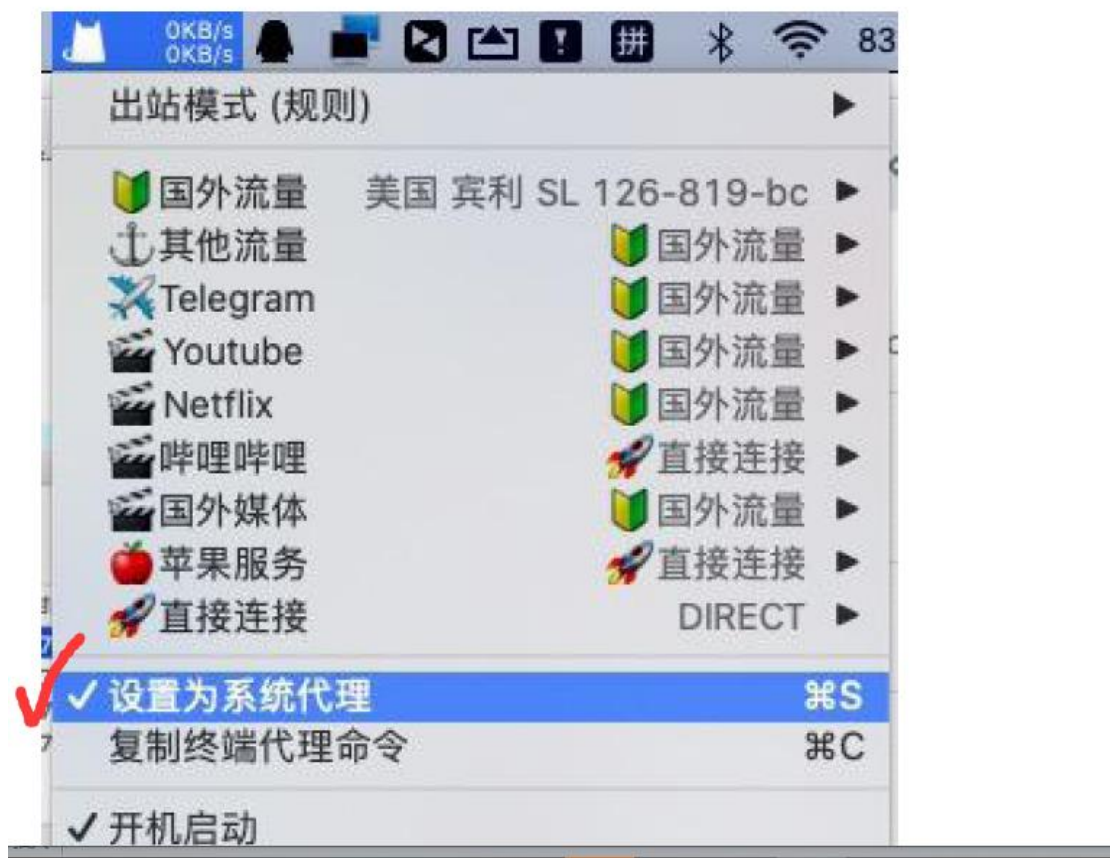 0KB/s
0KB/s
拼
83
出站模式 (规则)
国外流量 美国 宾利 SL 126-819-bc
其他流量 国外流量
Telegram 国外流量
Youtube 国外流量
Netflix 国外流量
哔哩哔哩 直接连接
国外媒体 国外流量
苹果服务 直接连接
直接连接 DIRECT
✓ 设置为系统代理 ⌘S
复制终端代理命令 ⌘C
✓ 开机启动